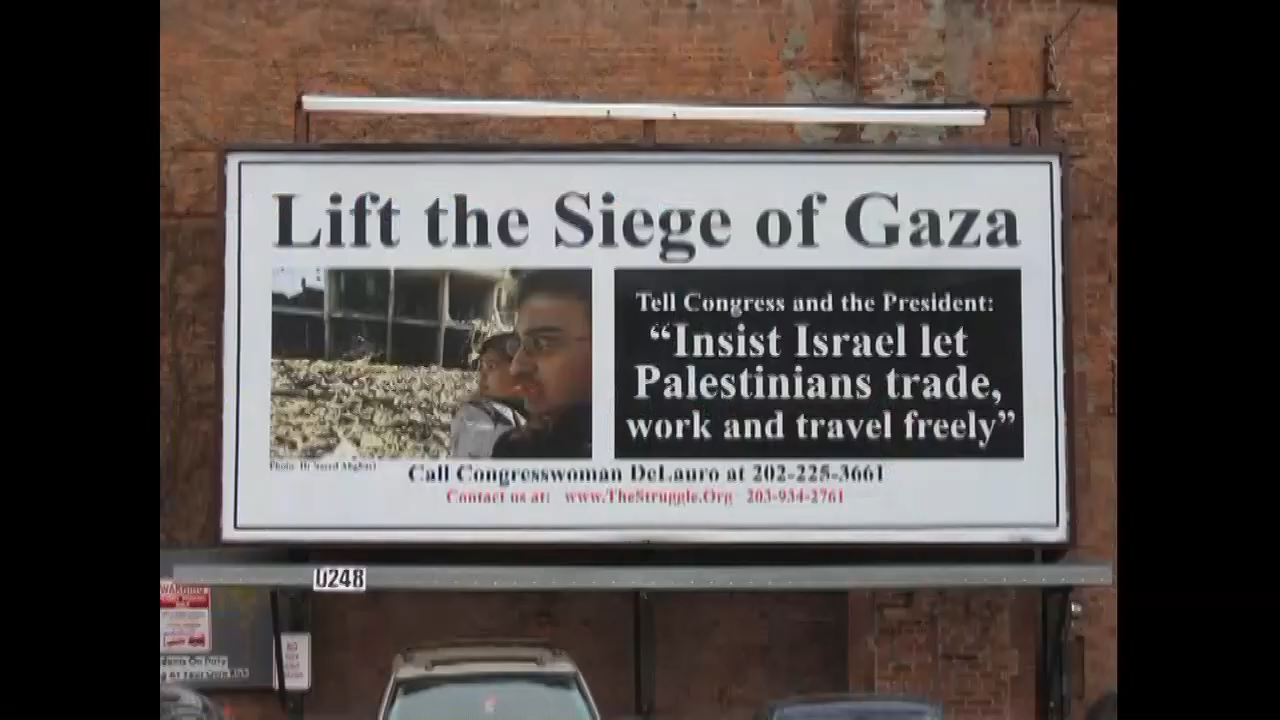 Lift the Siege of Gaza
Tell Congress and the President:
“Insist Israel let
Palestinians trade,
work and travel freely”
Call Congresswoman DeLauro at 202-225-3661
Contact us at: www.TheStruggle.Org 203-934-2761
U248
WARNING